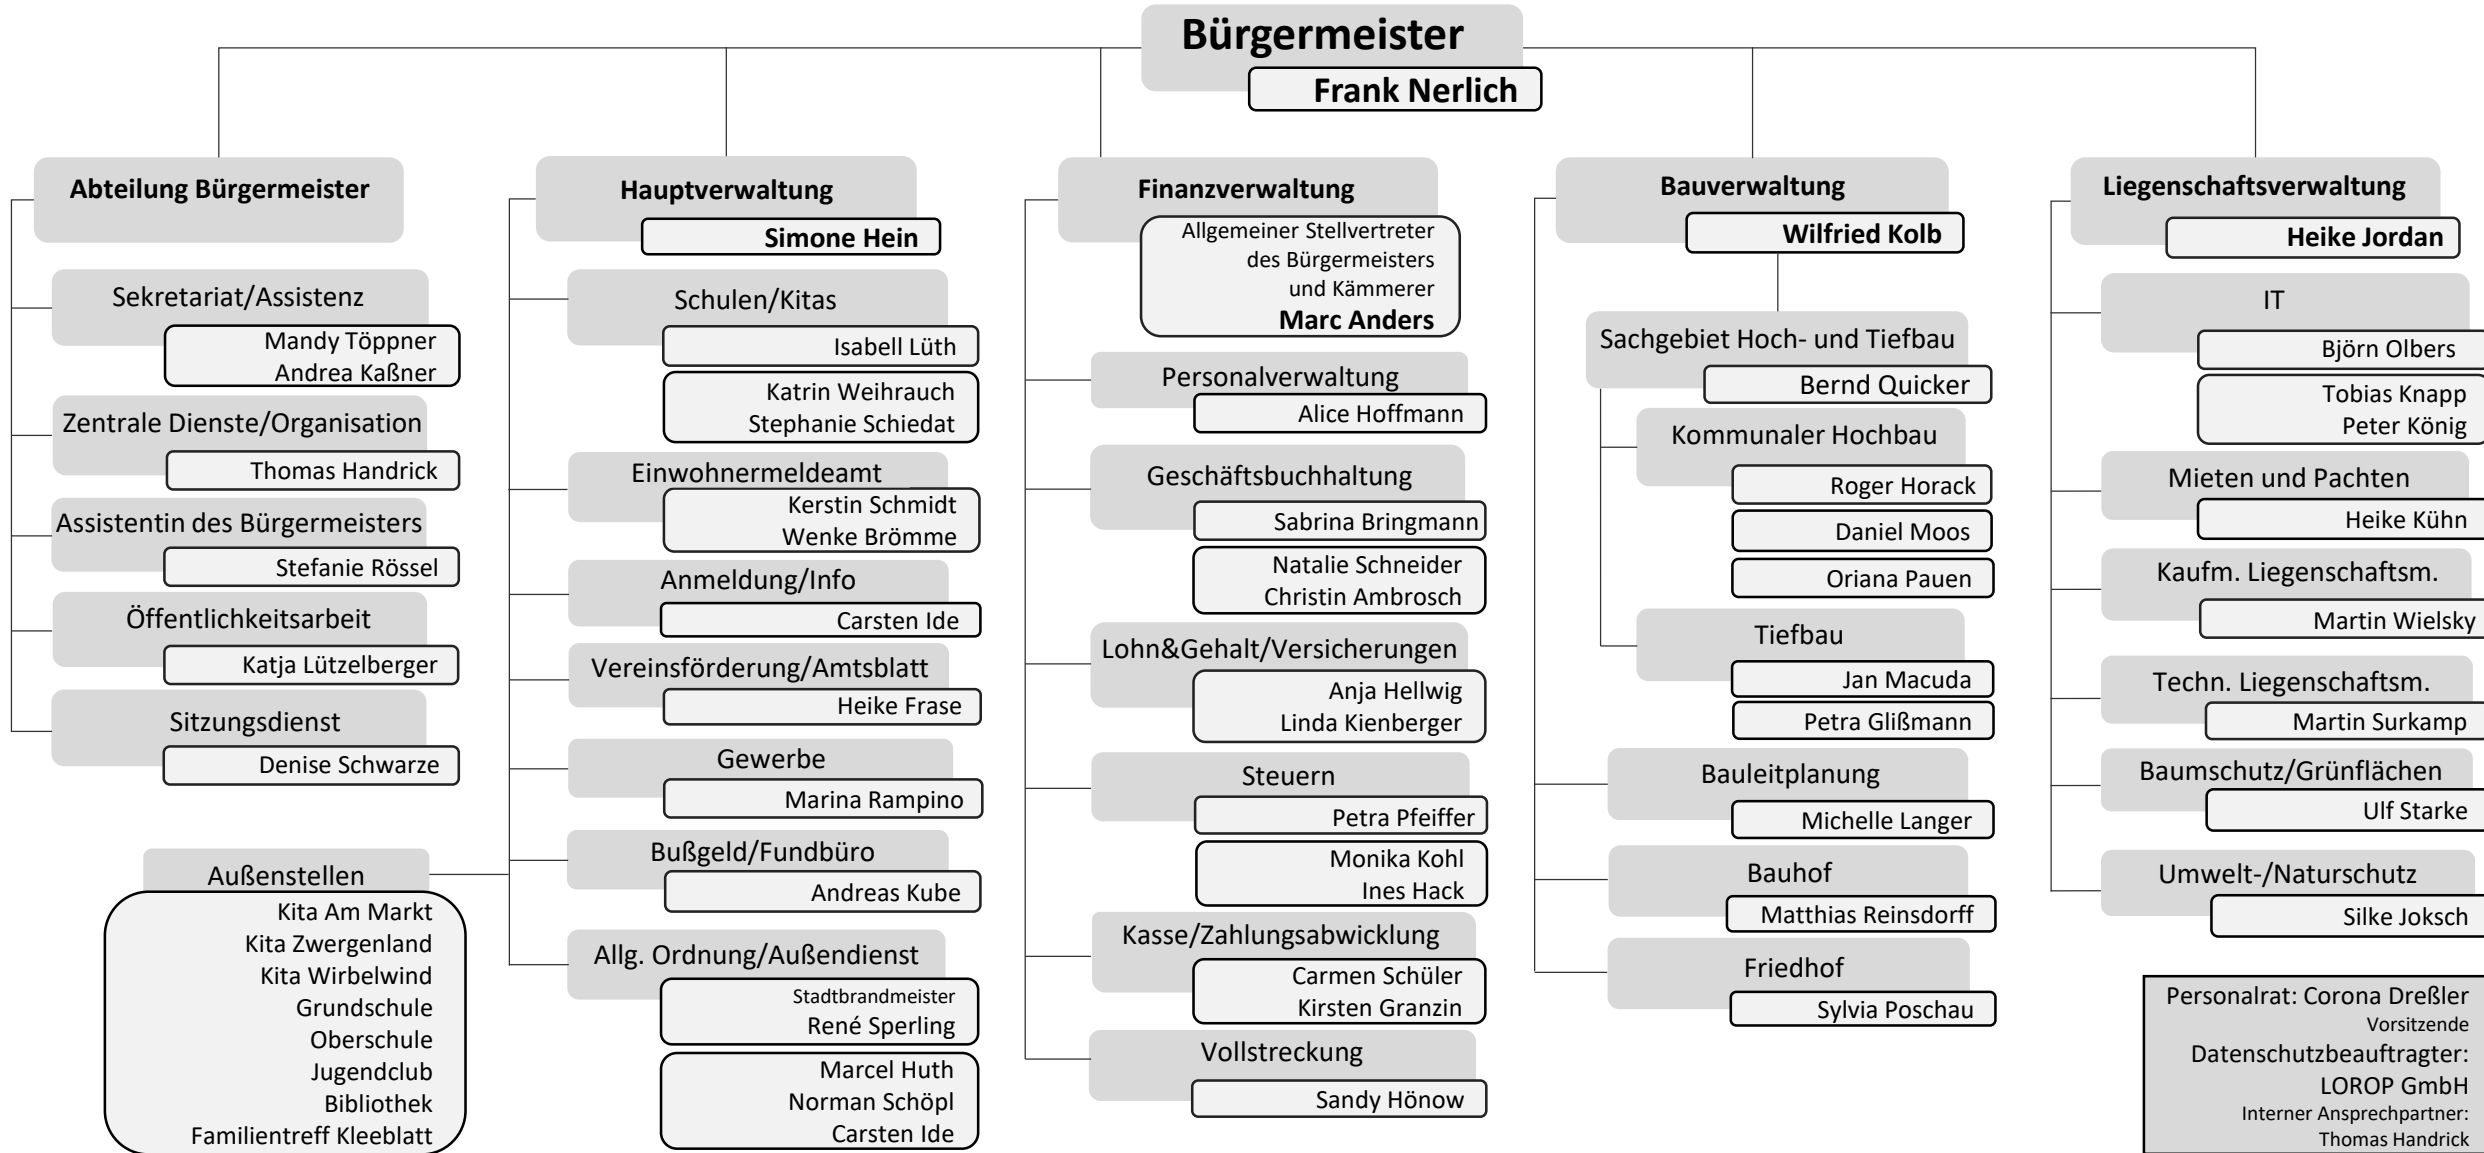 Bürgermeister
Frank Nerlich
Abteilung Bürgermeister
Sekretariat/Assistenz
Mandy Töppner
Andrea Kaßner
Zentrale Dienste/Organisation
Thomas Handrick
Assistentin des Bürgermeisters
Stefanie Rössel
Öffentlichkeitsarbeit
Katja Lützelberger
Sitzungsdienst
Denise Schwarze
Außenstellen
Kita Am Markt
Kita Zwergenland
Kita Wirbelwind
Grundschule
Oberschule
Jugendclub
Bibliothek
Familientreff Kleeblatt
Hauptverwaltung
Simone Hein
Schulen/Kitas
Isabell Lüth
Katrin Weihrauch
Stephanie Schiedat
Einwohnermeldeamt
Kerstin Schmidt
Wenke Brömme
Anmeldung/Info
Carsten Ide
Vereinsförderung/Amtsblatt
Heike Frase
Gewerbe
Marina Rampino
Bußgeld/Fundbüro
Andreas Kube
Allg. Ordnung/Außendienst
Stadtbrandmeister
René Sperling
Marcel Huth
Norman Schöpl
Carsten Ide
Finanzverwaltung
Allgemeiner Stellvertreter
des Bürgermeisters
und Kämmerer
Marc Anders
Personalverwaltung
Alice Hoffmann
Geschäftsbuchhaltung
Sabrina Bringmann
Natalie Schneider
Christin Ambrosch
Lohn&Gehalt/Versicherungen
Anja Hellwig
Linda Kienberger
Steuern
Petra Pfeiffer
Monika Kohl
Ines Hack
Kasse/Zahlungsabwicklung
Carmen Schüler
Kirsten Granzin
Vollstreckung
Sandy Hönow
Bauverwaltung
Wilfried Kolb
Sachgebiet Hoch- und Tiefbau
Bernd Quicker
Kommunaler Hochbau
Roger Horack
Daniel Moos
Oriana Pauen
Tiefbau
Jan Macuda
Petra Glißmann
Bauleitplanung
Michelle Langer
Bauhof
Matthias Reinsdorff
Friedhof
Sylvia Poschau
Liegenschaftsverwaltung
Heike Jordan
IT
Björn Olbers
Tobias Knapp
Peter König
Mieten und Pachten
Heike Kühn
Kaufm. Liegenschaftsm.
Martin Wielsky
Techn. Liegenschaftsm.
Martin Surkamp
Baumschutz/Grünflächen
Ulf Starke
Umwelt-/Naturschutz
Silke Joksch
Personalrat: Corona Dreßler
Vorsitzende
Datenschutzbeauftragter:
LOROP GmbH
Interner Ansprechpartner:
Thomas Handrick